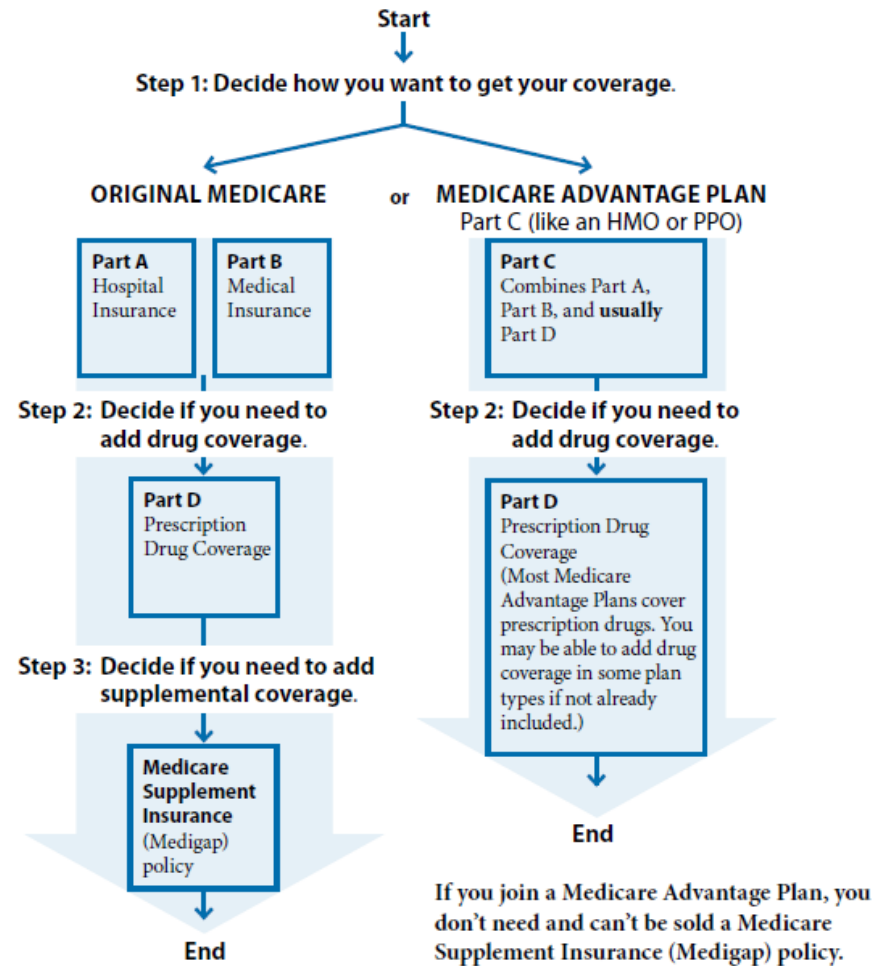 Start
Step 1: Decide how you want to get your coverage.
ORIGINAL MEDICARE
or
MEDICARE ADVANTAGE PLAN
Part C (like an HMO or PPO)
Part A
Hospital
Insurance
Part B
Medical
Insurance
Step 2: Decide if you need to
add drug coverage.
Part D
Prescription
Drug Coverage
Step 3: Decide if you need to add
supplemental coverage.
Medicare
Supplement
Insurance
(Medigap)
policy
End
Part C
Combines Part A,
Part B, and usually
Part D
Step 2: Decide if you need to
add drug coverage.
Part D
Prescription Drug
Coverage
(Most Medicare
Advantage Plans cover
prescription drugs. You
may be able to add drug
coverage in some plan
types if not already
included.)
End
If you join a Medicare Advantage Plan, you
don’t need and can’t be sold a Medicare
Supplement Insurance (Medigap) policy.